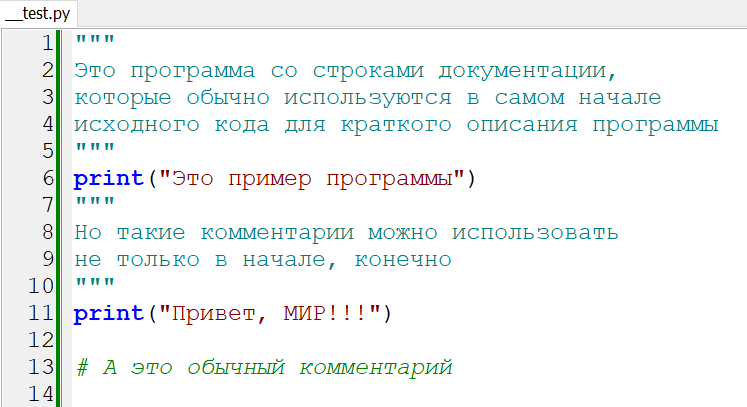 __test.py
1 """
2 Это программа со строками документации,
3 которые обычно используются в самом начале
4 исходного кода для краткого описания программы
5 """
6 print("Это пример программы")
7 """
8 Но такие комментарии можно использовать
9 не только в начале, конечно
10 """
11 print("Привет, МИР!!!")
12
13 # А это обычный комментарий
14